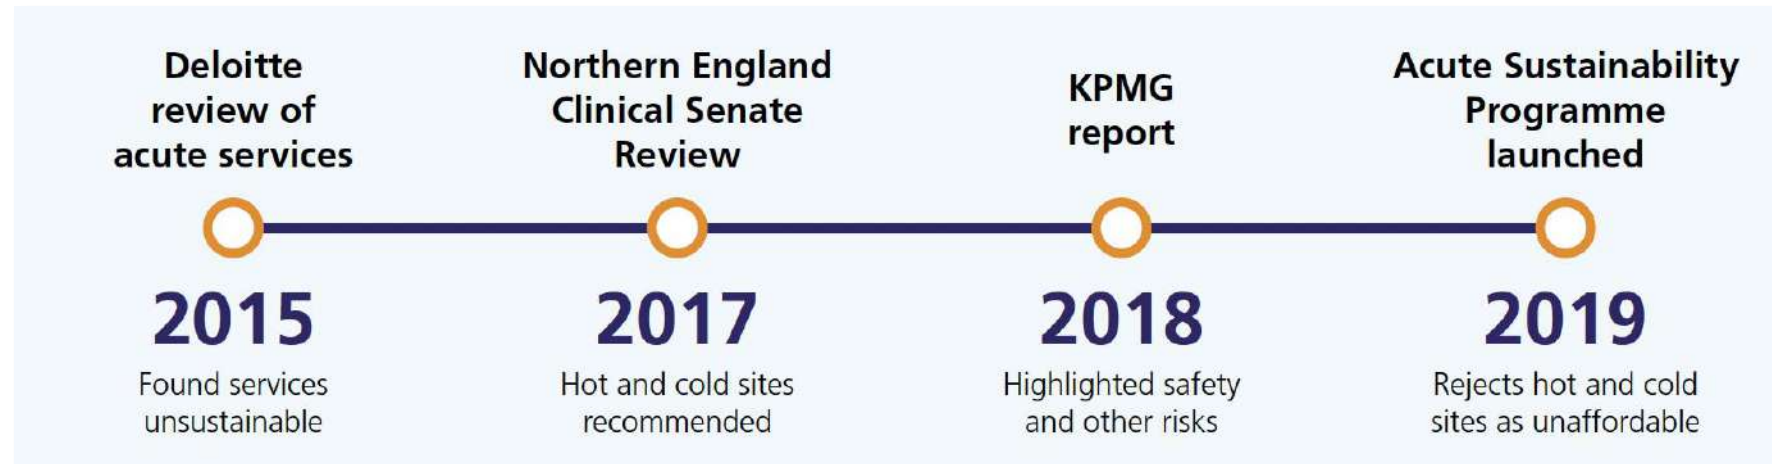 Deloitte
review of
acute services
2015
Found services
unsustainable
Northern England
Clinical Senate
Review
2017
Hot and cold sites
recommended
KPMG
report
2018
Highlighted safety
and other risks
Acute Sustainability
Programme
launched
2019
Rejects hot and cold
sites as unaffordable